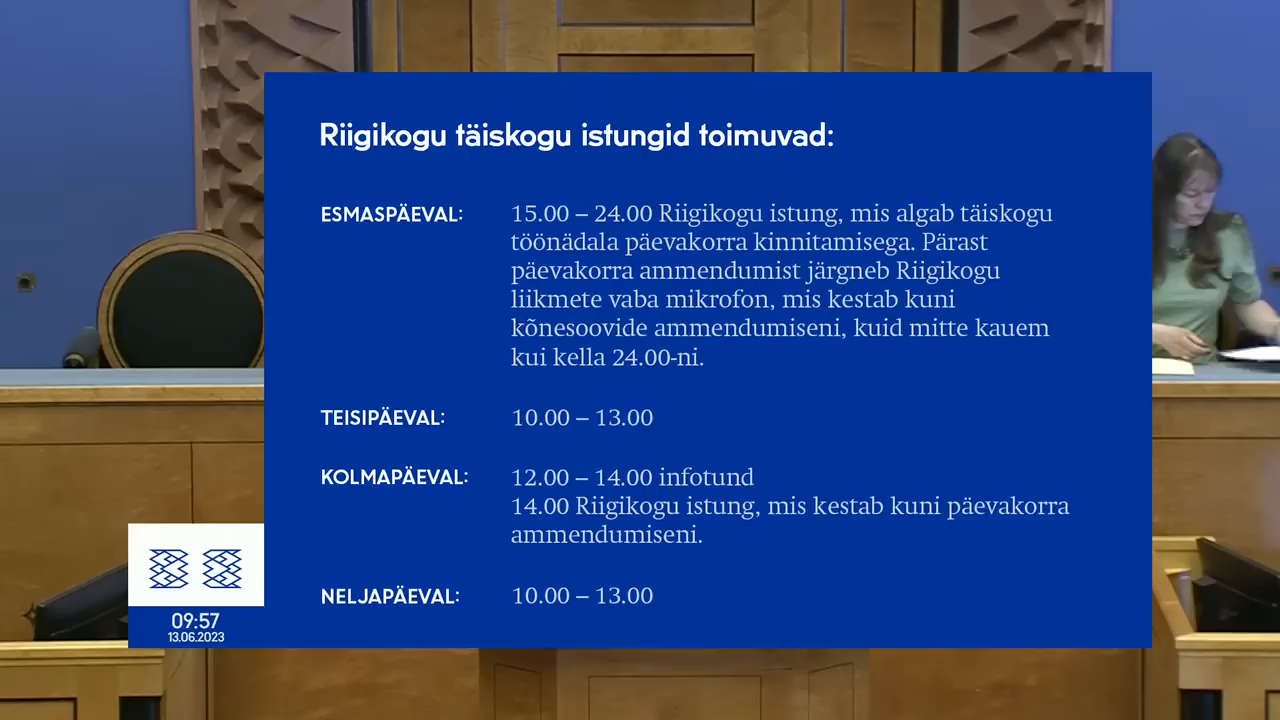 Riigikogu täiskogu istungid toimuvad:
ESMASPÄEVAL: 15.00 – 24.00 Riigikogu istung, mis algab täiskogu
töönädala päevakorra kinnitamisega. Pärast
päevakorra ammendumist järgneb Riigikogu
liikmete vaba mikrofon, mis kestab kuni
kõnesoovide ammendumiseni, kuid mitte kauem
kui kella 24.00-ni.
TEISIPÄEVAL: 10.00 – 13.00
KOLMAPÄEVAL: 12.00 – 14.00 infotund
14.00 Riigikogu istung, mis kestab kuni päevakorra
ammendumiseni.
NELJAPÄEVAL: 10.00 – 13.00
09:57
13.06.2023